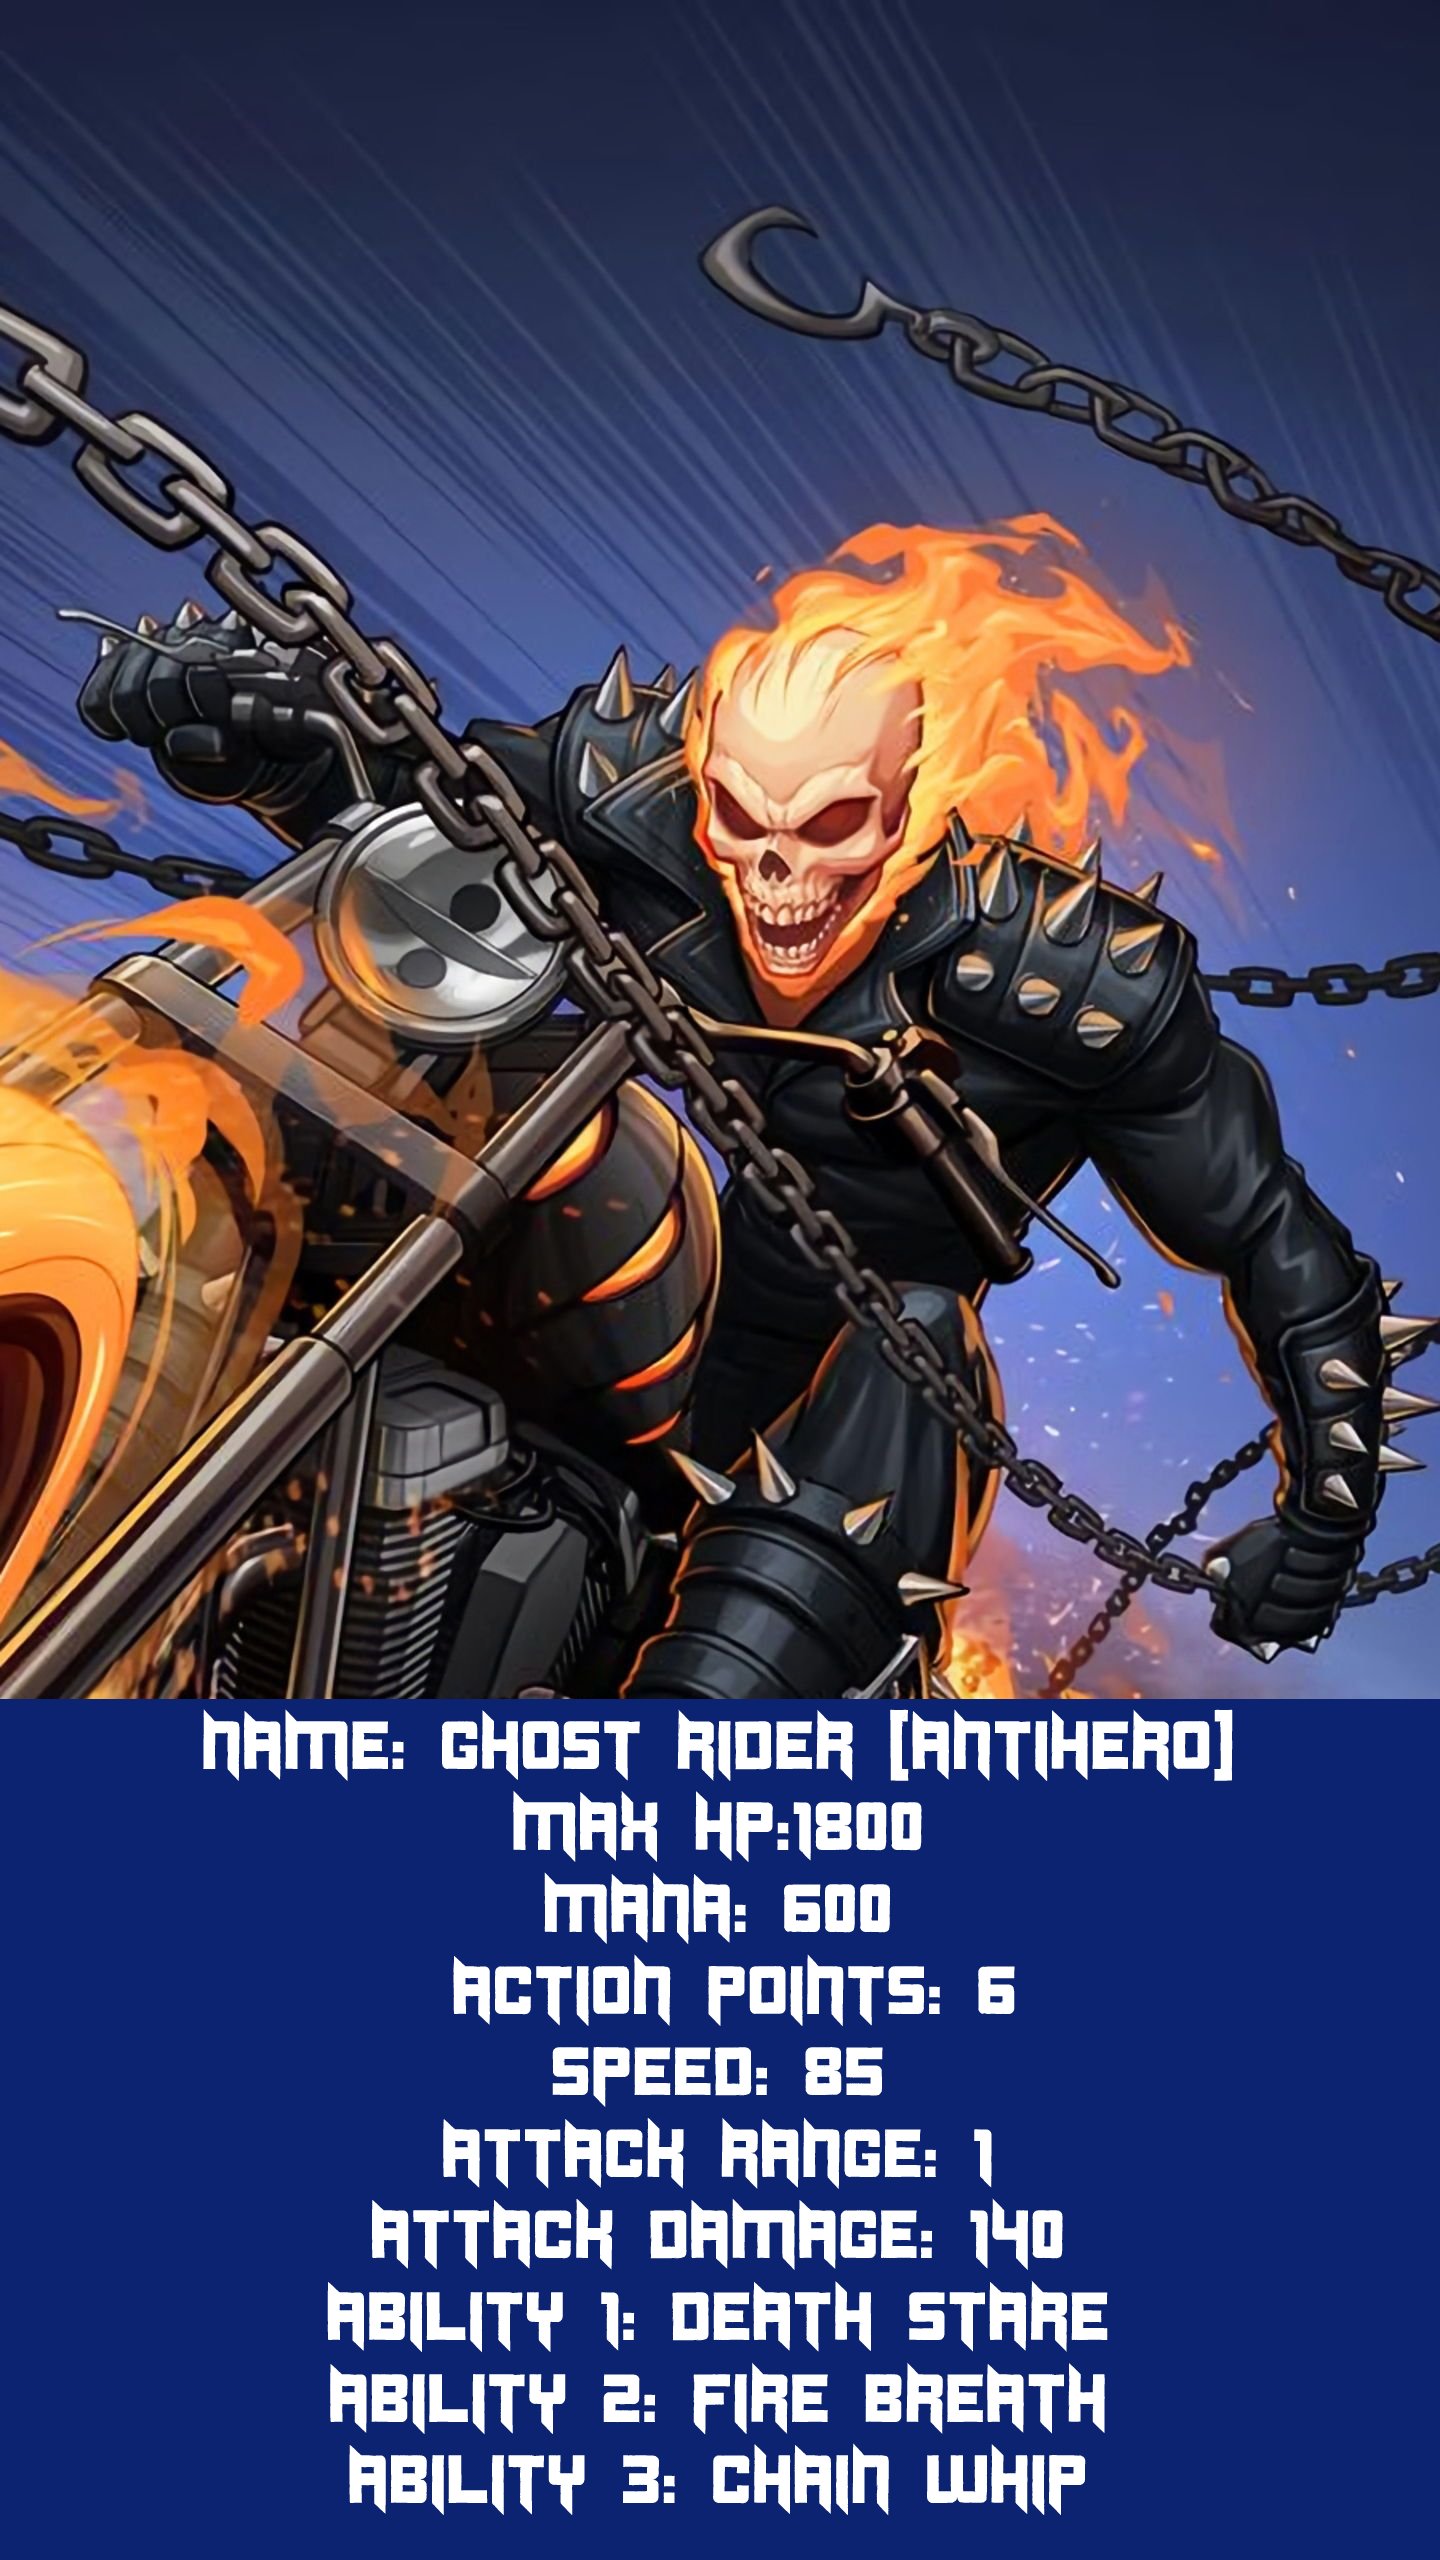 NAME: GHOST RIDER [ANTIHERO]
MAX HP:1800
MANA: 600
ACTION POINTS: 6
SPEED: 85
ATTACK RANGE: 1
ATTACK DAMAGE: 140
ABILITY 1: DEATH STARE
ABILITY 2: FIRE BREATH
ABILITY 3: CHAIN WHIP